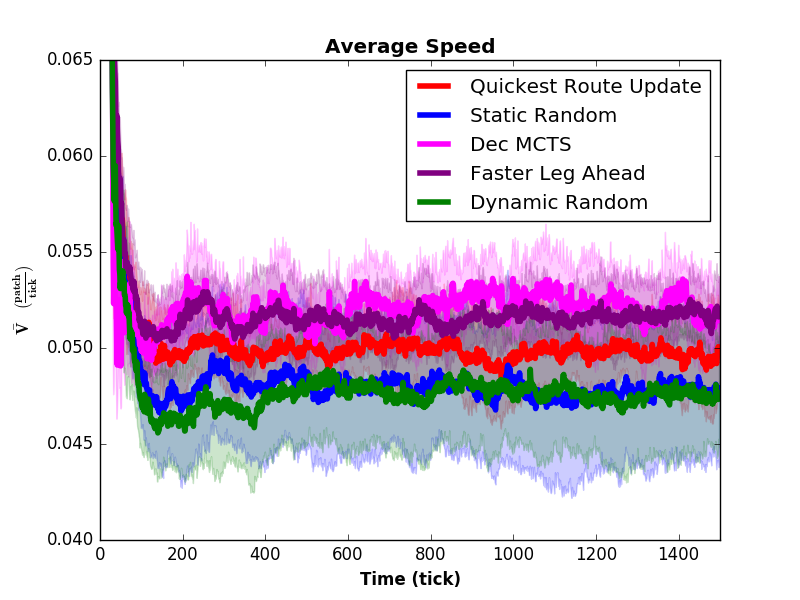 Average Speed
0.065
0.060
0.055
0.050
0.045
0.040
V̄ (patch/tick)
Quickest Route Update
Static Random
Dec MCTS
Faster Leg Ahead
Dynamic Random
0 200 400 600 800 1000 1200 1400
Time (tick)